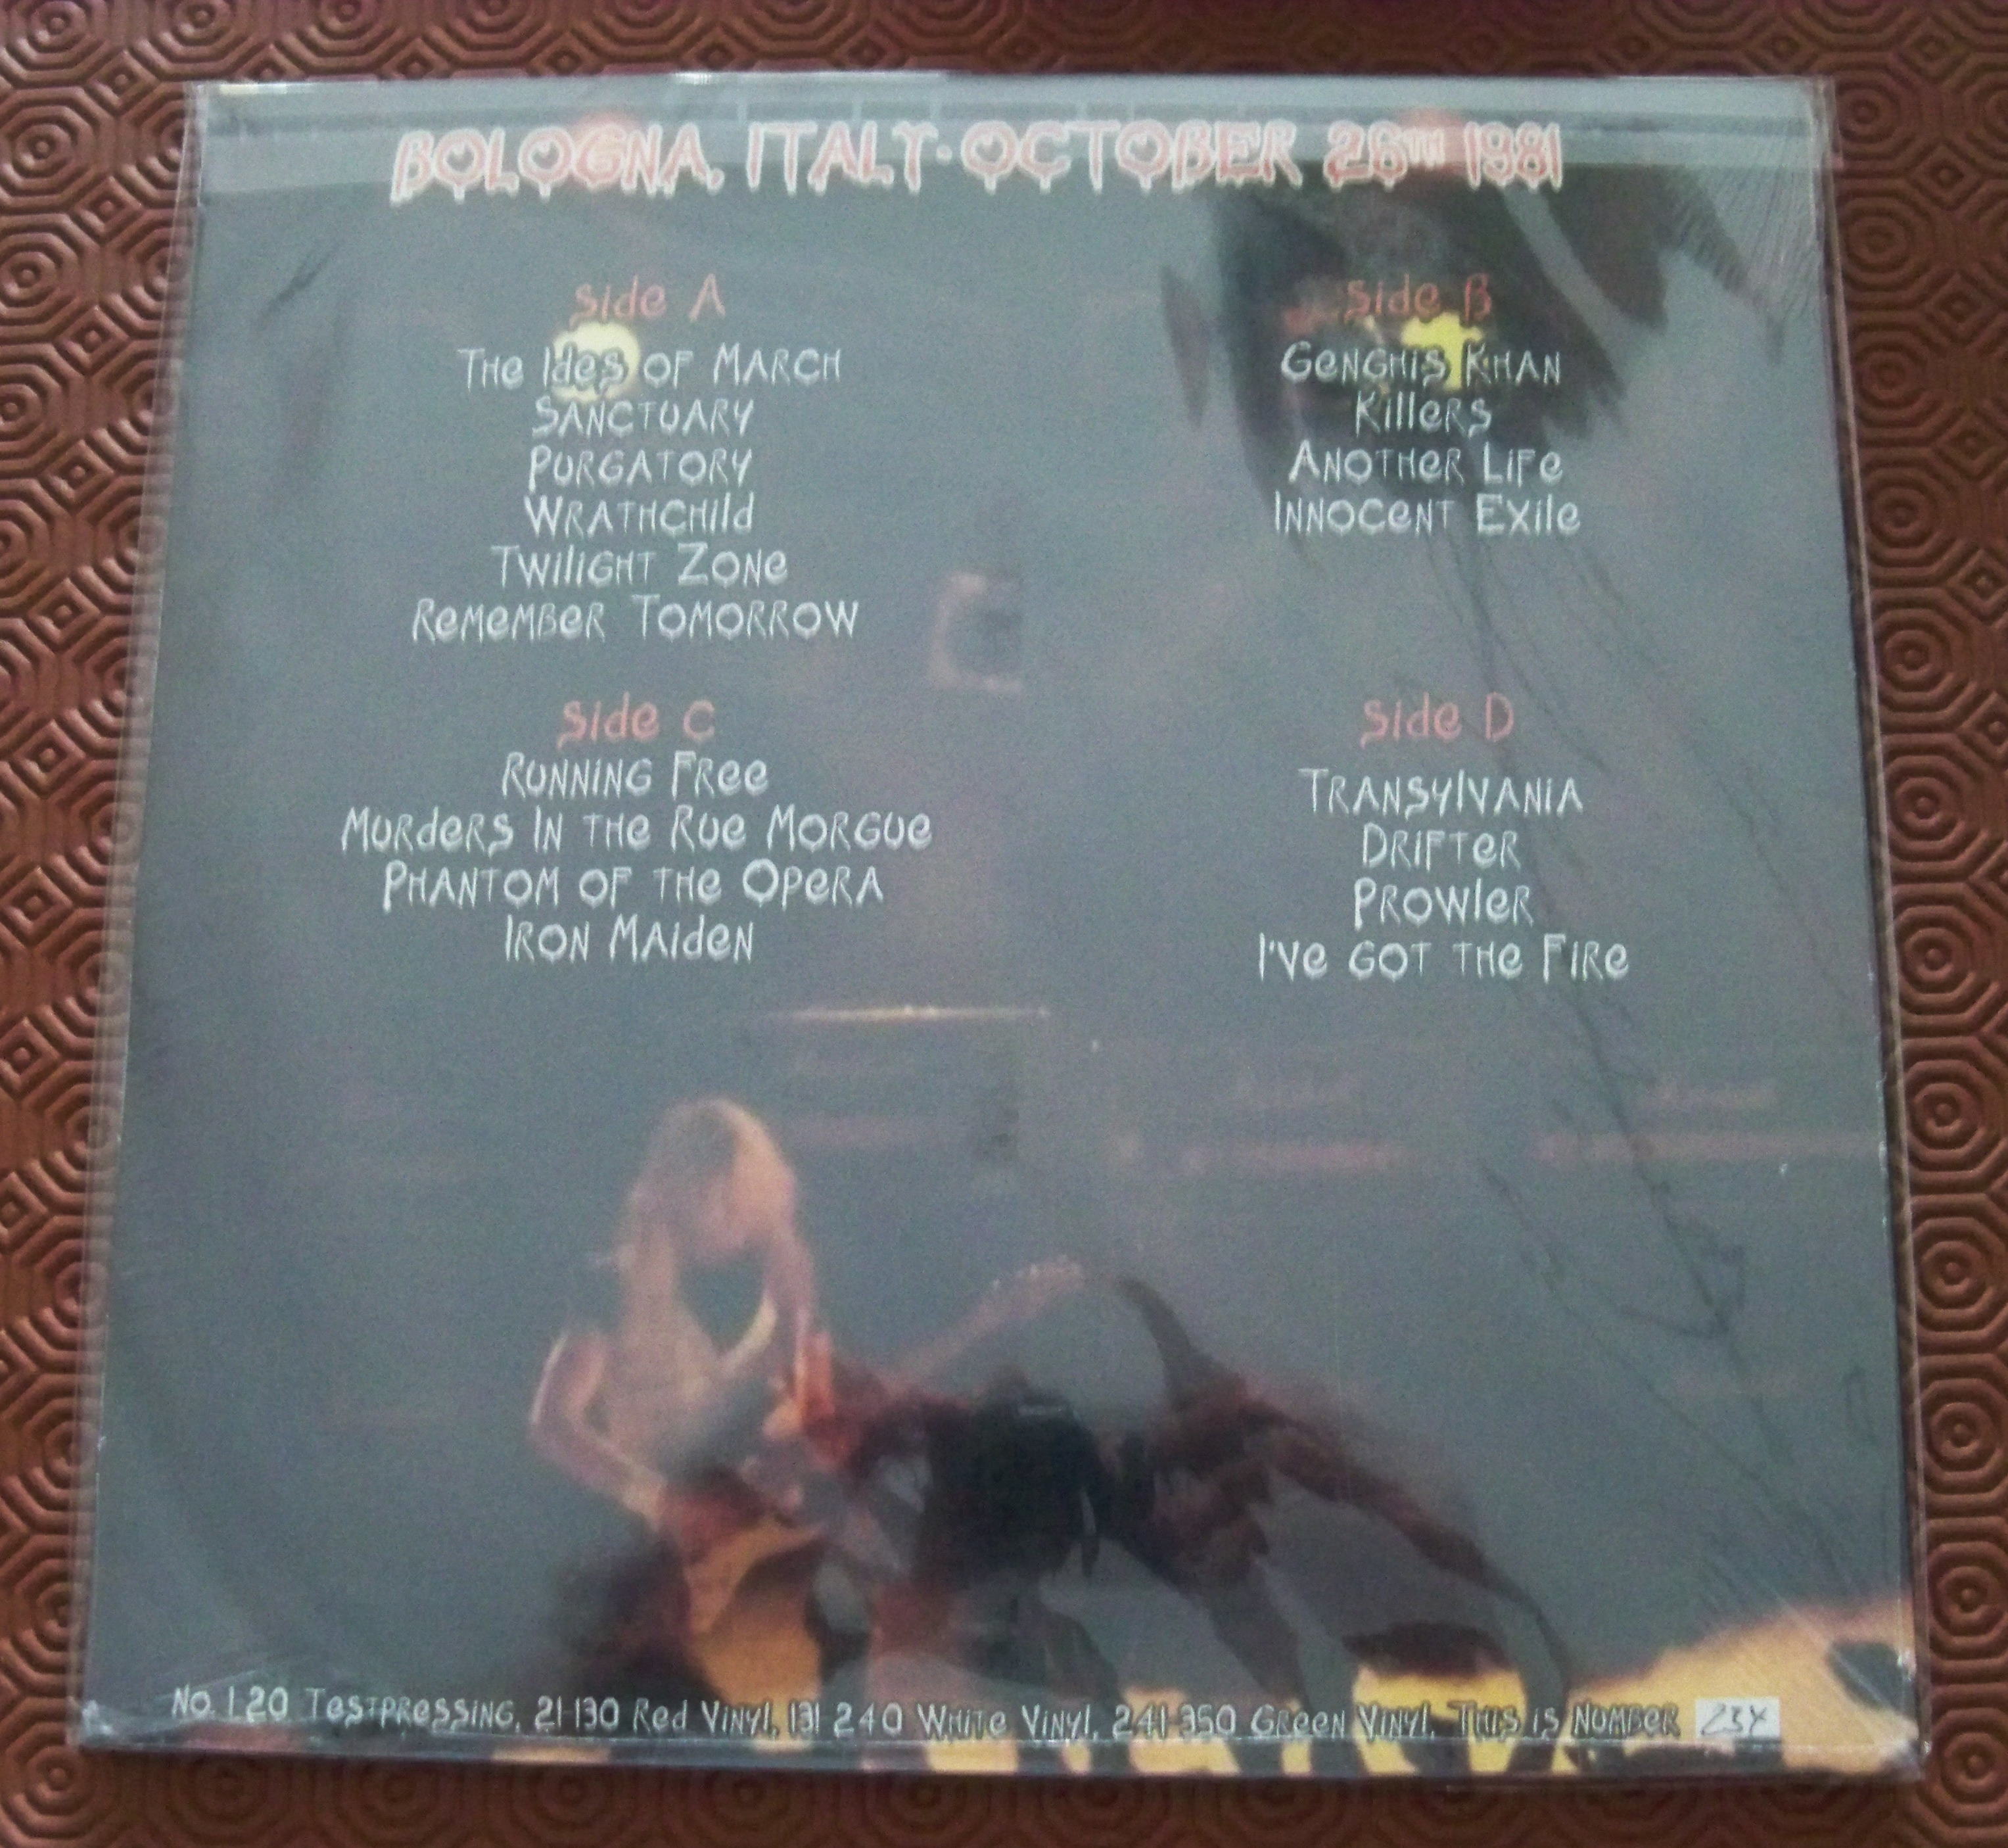 BOLOGNA, ITALY·OCTOBER 26TH 1981
Side A
The Ides of March
Sanctuary
Purgatory
Wrathchild
Twilight Zone
Remember Tomorrow
Side B
Genghis Khan
Killers
Another Life
Innocent Exile
Side C
Running Free
Murders In the Rue Morgue
Phantom of the Opera
Iron Maiden
Side D
Transylvania
Drifter
Prowler
I've got the Fire
No. 1-20 Testpressing, 21-130 Red Vinyl, 131-240 White Vinyl, 241-350 Green Vinyl. This is Number